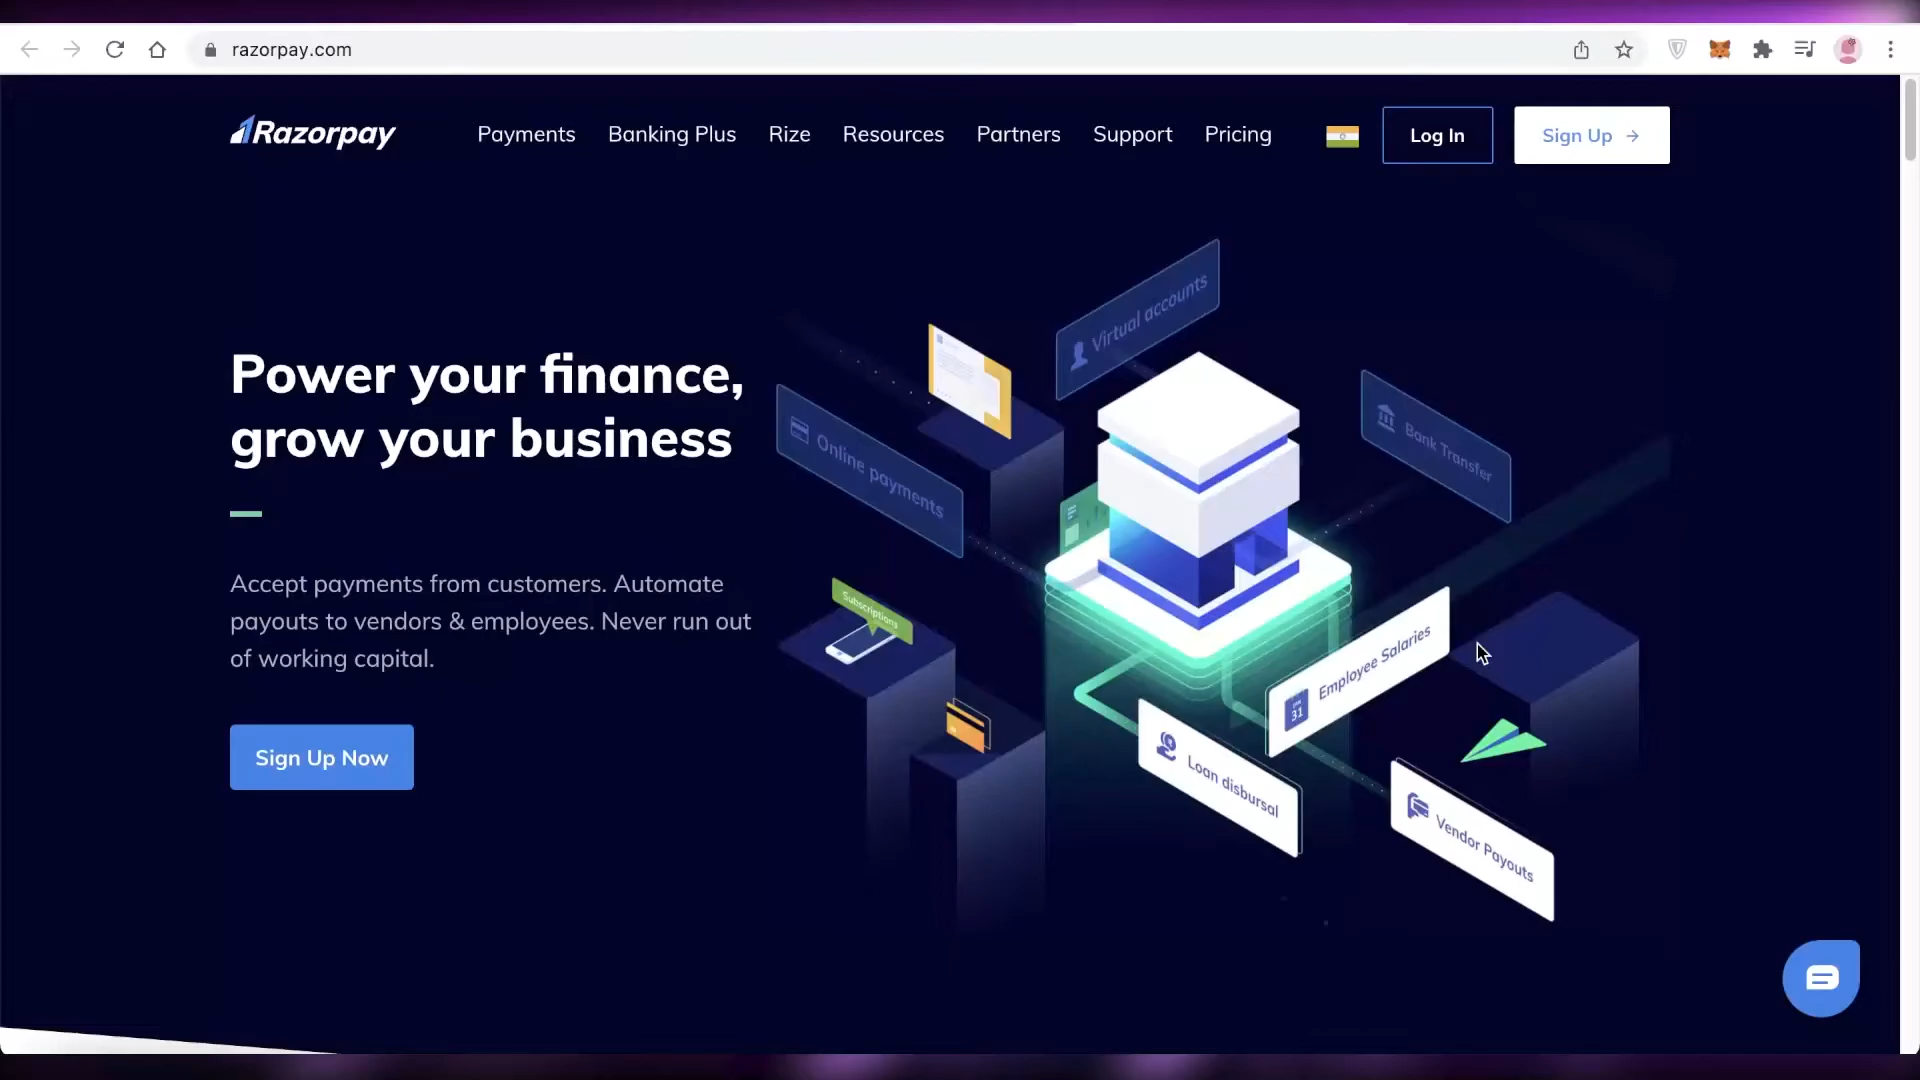 razorpay.com
Razorpay
Payments
Banking Plus
Rize
Resources
Partners
Support
Pricing
Log In
Sign Up →
Power your finance,
grow your business
Accept payments from customers. Automate
payouts to vendors & employees. Never run out
of working capital.
Sign Up Now
Virtual accounts
Online payments
Bank Transfer
Subscriptions
Employee Salaries
31
Loan disbursal
Vendor Payouts